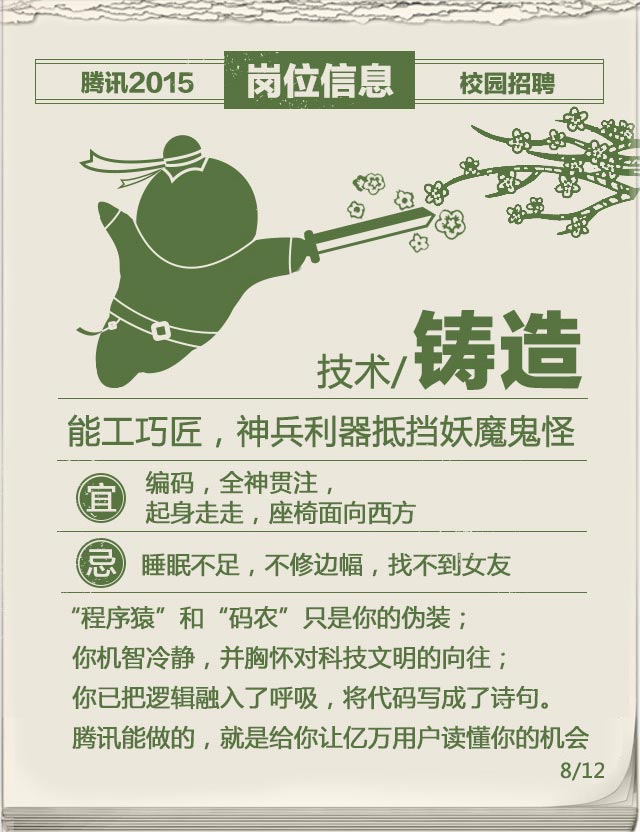 腾讯2015 岗位信息 校园招聘
技术/铸造
能工巧匠，神兵利器抵挡妖魔鬼怪
宜
编码，全神贯注，
起身走走，座椅面向西方
忌 睡眠不足，不修边幅，找不到女友
“程序猿”和“码农”只是你的伪装；
你机智冷静，并胸怀对科技文明的向往；
你已把逻辑融入了呼吸，将代码写成了诗句。
腾讯能做的，就是给你让亿万用户读懂你的机会
8/12